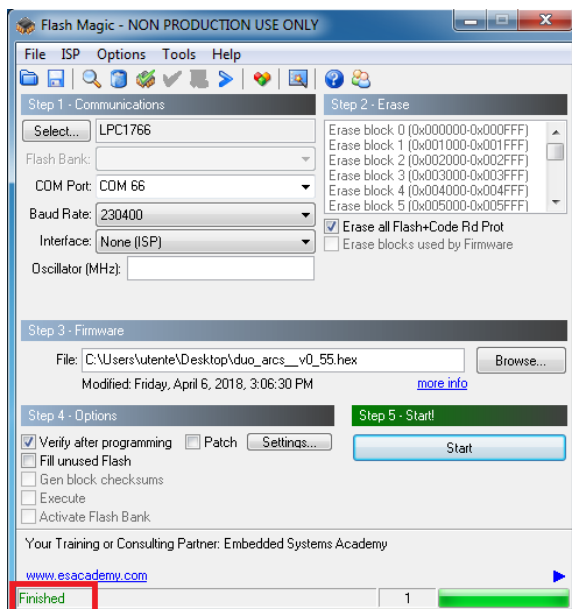 Flash Magic - NON PRODUCTION USE ONLY
File ISP Options Tools Help
Step 1 - Communications
Select... LPC1766
Flash Bank:
COM Port: COM 66
Baud Rate: 230400
Interface: None (ISP)
Oscillator (MHz):
Step 2 - Erase
Erase block 0 (0x000000-0x000FFF)
Erase block 1 (0x001000-0x001FFF)
Erase block 2 (0x002000-0x002FFF)
Erase block 3 (0x003000-0x003FFF)
Erase block 4 (0x004000-0x004FFF)
Erase block 5 (0x005000-0x005FFF)
Erase all Flash+Code Rd Prot
Erase blocks used by Firmware
Step 3 - Firmware
File: C:\Users\utente\Desktop\duo_arcs__v0_55.hex Browse...
Modified: Friday, April 6, 2018, 3:06:30 PM more info
Step 4 - Options
Verify after programming Patch Settings...
Fill unused Flash
Gen block checksums
Execute
Activate Flash Bank
Step 5 - Start!
Start
Your Training or Consulting Partner: Embedded Systems Academy
www.esacademy.com
Finished 1